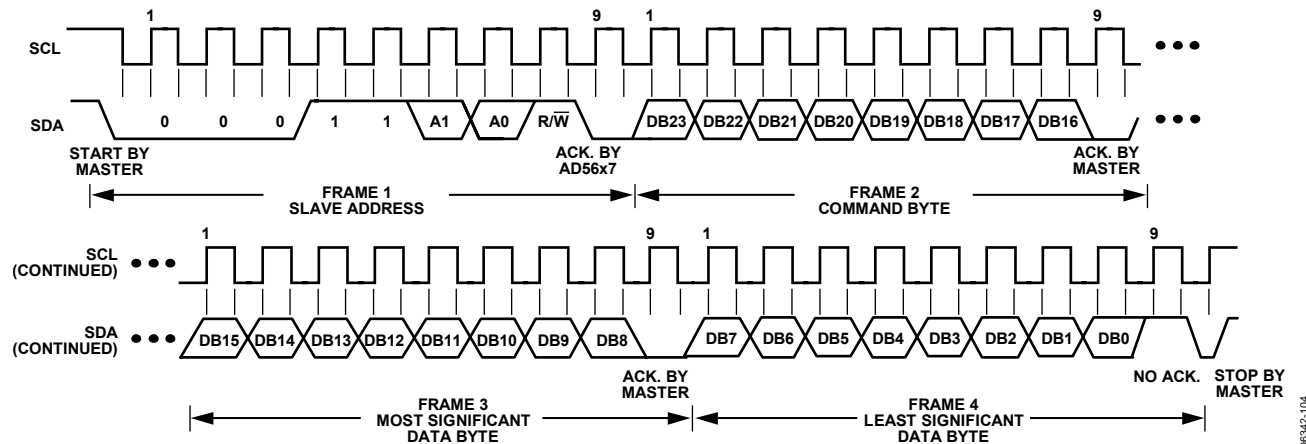 1 9 1 9
SCL
SDA
0 0 0 1 1 A1 A0 R/W̅ DB23 DB22 DB21 DB20 DB19 DB18 DB17 DB16
START BY
MASTER
ACK. BY
AD56x7
ACK. BY
MASTER
FRAME 1
SLAVE ADDRESS
FRAME 2
COMMAND BYTE
1 9 1 9
SCL
(CONTINUED)
SDA
(CONTINUED)
DB15 DB14 DB13 DB12 DB11 DB10 DB9 DB8 DB7 DB6 DB5 DB4 DB3 DB2 DB1 DB0
ACK. BY
MASTER
NO ACK.
STOP BY
MASTER
FRAME 3
MOST SIGNIFICANT
DATA BYTE
FRAME 4
LEAST SIGNIFICANT
DATA BYTE
06342-104